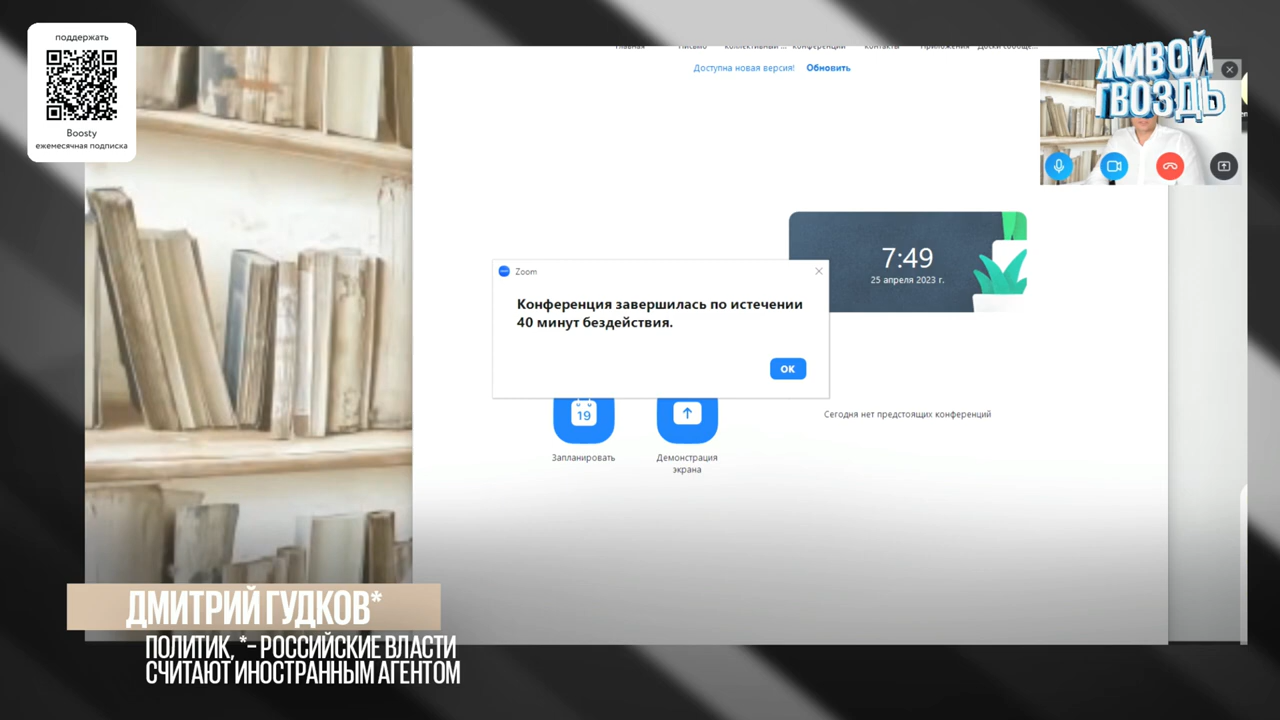 поддержать
Boosty
ежемесячная подписка
Доступна новая версия! Обновить
ЖИВОЙ
ГВОЗДЬ
7:49
25 апреля 2023 г.
Zoom
Конференция завершилась по истечении
40 минут бездействия.
OK
19
Запланировать
Демонстрация
экрана
Сегодня нет предстоящих конференций
ДМИТРИЙ ГУДКОВ*
ПОЛИТИК, *– РОССИЙСКИЕ ВЛАСТИ
СЧИТАЮТ ИНОСТРАННЫМ АГЕНТОМ